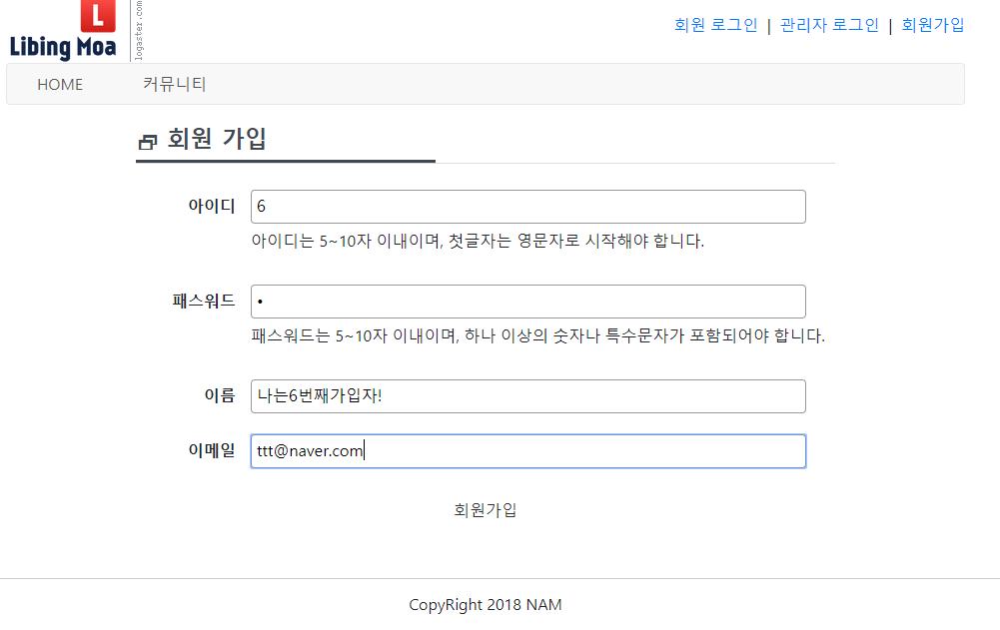 L
Libing Moa
logaster.com
회원 로그인 | 관리자 로그인 | 회원가입
HOME 커뮤니티
회원 가입
아이디 6
아이디는 5~10자 이내이며, 첫글자는 영문자로 시작해야 합니다.
패스워드 •
패스워드는 5~10자 이내이며, 하나 이상의 숫자나 특수문자가 포함되어야 합니다.
이름 나는6번째가입자!
이메일 ttt@naver.com
회원가입
CopyRight 2018 NAM